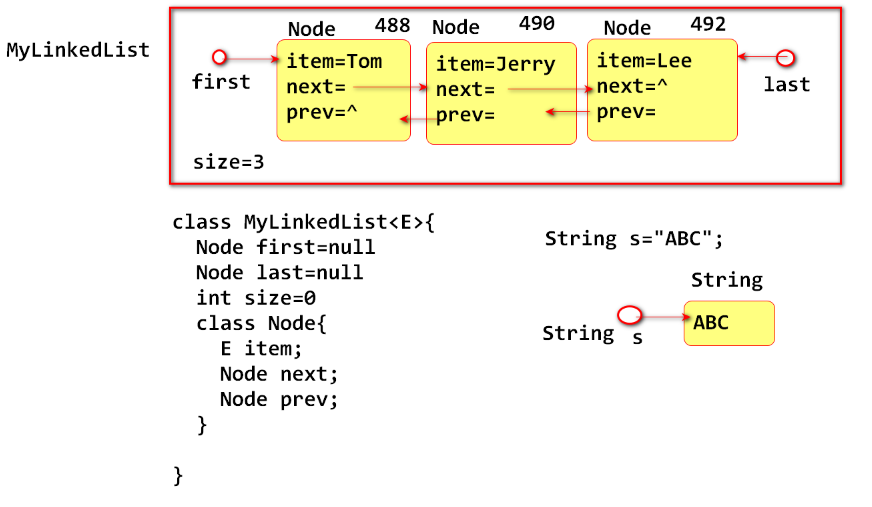 MyLinkedList
Node 488
item=Tom
next=
prev=^
Node 490
item=Jerry
next=
prev=
Node 492
item=Lee
next=^
prev=
first
last
size=3
class MyLinkedList<E>{
Node first=null
Node last=null
int size=0
class Node{
E item;
Node next;
Node prev;
}
}
String s="ABC";
String
String s
ABC